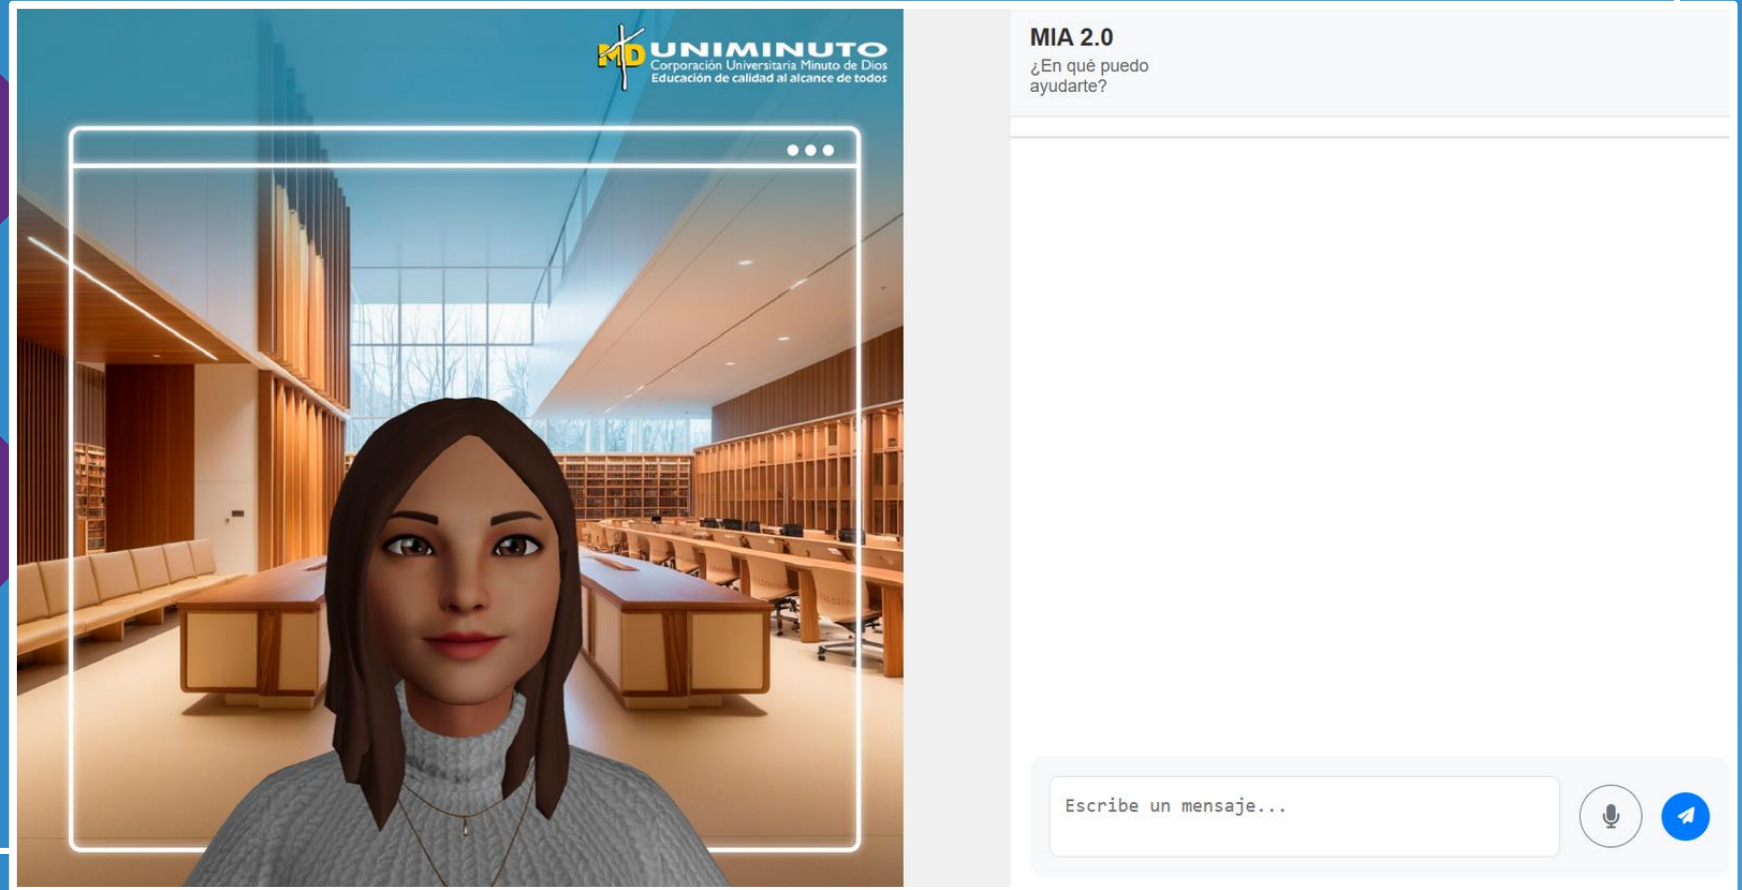 MD UNIMINUTO
Corporación Universitaria Minuto de Dios
Educación de calidad al alcance de todos
MIA 2.0
¿En qué puedo
ayudarte?
Escribe un mensaje...